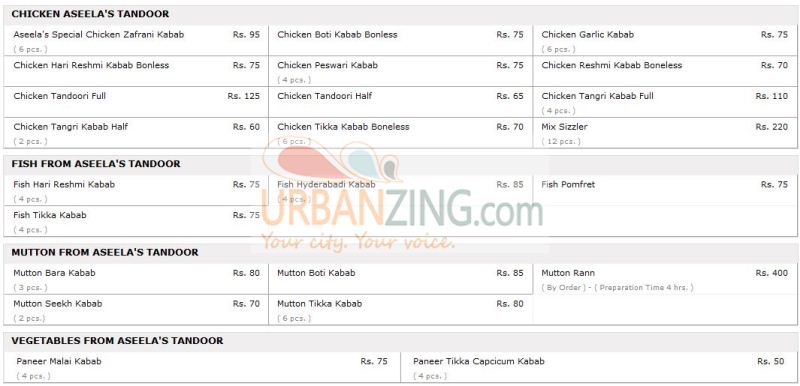 CHICKEN ASEELA'S TANDOOR
Aseela's Special Chicken Zafrani Kabab Rs. 95 Chicken Boti Kabab Bonless Rs. 75 Chicken Garlic Kabab Rs. 75
( 6 pcs. ) ( 6 pcs. )
Chicken Hari Reshmi Kabab Bonless Rs. 75 Chicken Peswari Kabab Rs. 75 Chicken Reshmi Kabab Boneless Rs. 70
( 4 pcs. )
Chicken Tandoori Full Rs. 125 Chicken Tandoori Half Rs. 65 Chicken Tangri Kabab Full Rs. 110
( 4 pcs. )
Chicken Tangri Kabab Half Rs. 60 Chicken Tikka Kabab Boneless Rs. 70 Mix Sizzler Rs. 220
( 2 pcs. ) ( 6 pcs. ) ( 12 pcs. )
FISH FROM ASEELA'S TANDOOR
Fish Hari Reshmi Kabab Rs. 75 Fish Hyderabadi Kabab Rs. 85 Fish Pomfret Rs. 75
( 4 pcs. ) ( 4 pcs. )
Fish Tikka Kabab Rs. 75
( 4 pcs. )
URBANZING.com
Your city. Your voice.
MUTTON FROM ASEELA'S TANDOOR
Mutton Bara Kabab Rs. 80 Mutton Boti Kabab Rs. 85 Mutton Rann Rs. 400
( 3 pcs. ) ( By Order ) - ( Preparation Time 4 hrs. )
Mutton Seekh Kabab Rs. 70 Mutton Tikka Kabab Rs. 80
( 2 pcs.) ( 6 pcs. )
VEGETABLES FROM ASEELA'S TANDOOR
Paneer Malai Kabab Rs. 75 Paneer Tikka Capcicum Kabab Rs. 50
( 4 pcs. ) ( 4 pcs. )